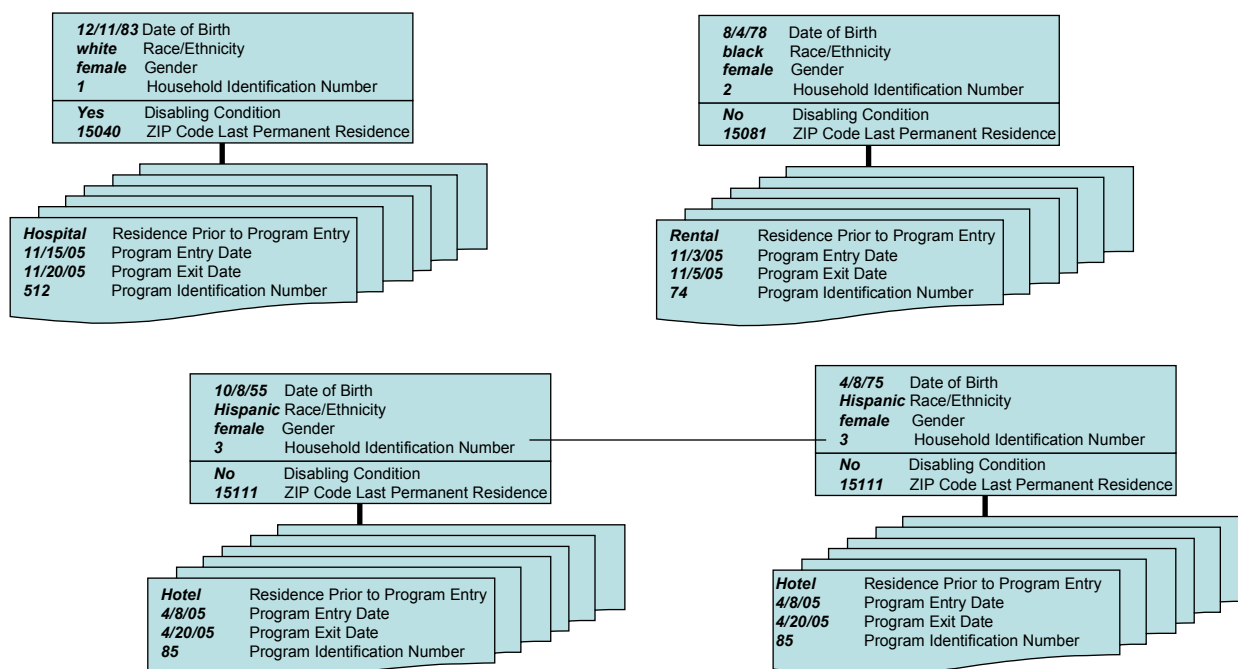 12/11/83 Date of Birth
white Race/Ethnicity
female Gender
1 Household Identification Number
Yes Disabling Condition
15040 ZIP Code Last Permanent Residence
Hospital Residence Prior to Program Entry
11/15/05 Program Entry Date
11/20/05 Program Exit Date
512 Program Identification Number
8/4/78 Date of Birth
black Race/Ethnicity
female Gender
2 Household Identification Number
No Disabling Condition
15081 ZIP Code Last Permanent Residence
Rental Residence Prior to Program Entry
11/3/05 Program Entry Date
11/5/05 Program Exit Date
74 Program Identification Number
10/8/55 Date of Birth
Hispanic Race/Ethnicity
female Gender
3 Household Identification Number
No Disabling Condition
15111 ZIP Code Last Permanent Residence
Hotel Residence Prior to Program Entry
4/8/05 Program Entry Date
4/20/05 Program Exit Date
85 Program Identification Number
4/8/75 Date of Birth
Hispanic Race/Ethnicity
female Gender
3 Household Identification Number
No Disabling Condition
15111 ZIP Code Last Permanent Residence
Hotel Residence Prior to Program Entry
4/8/05 Program Entry Date
4/20/05 Program Exit Date
85 Program Identification Number